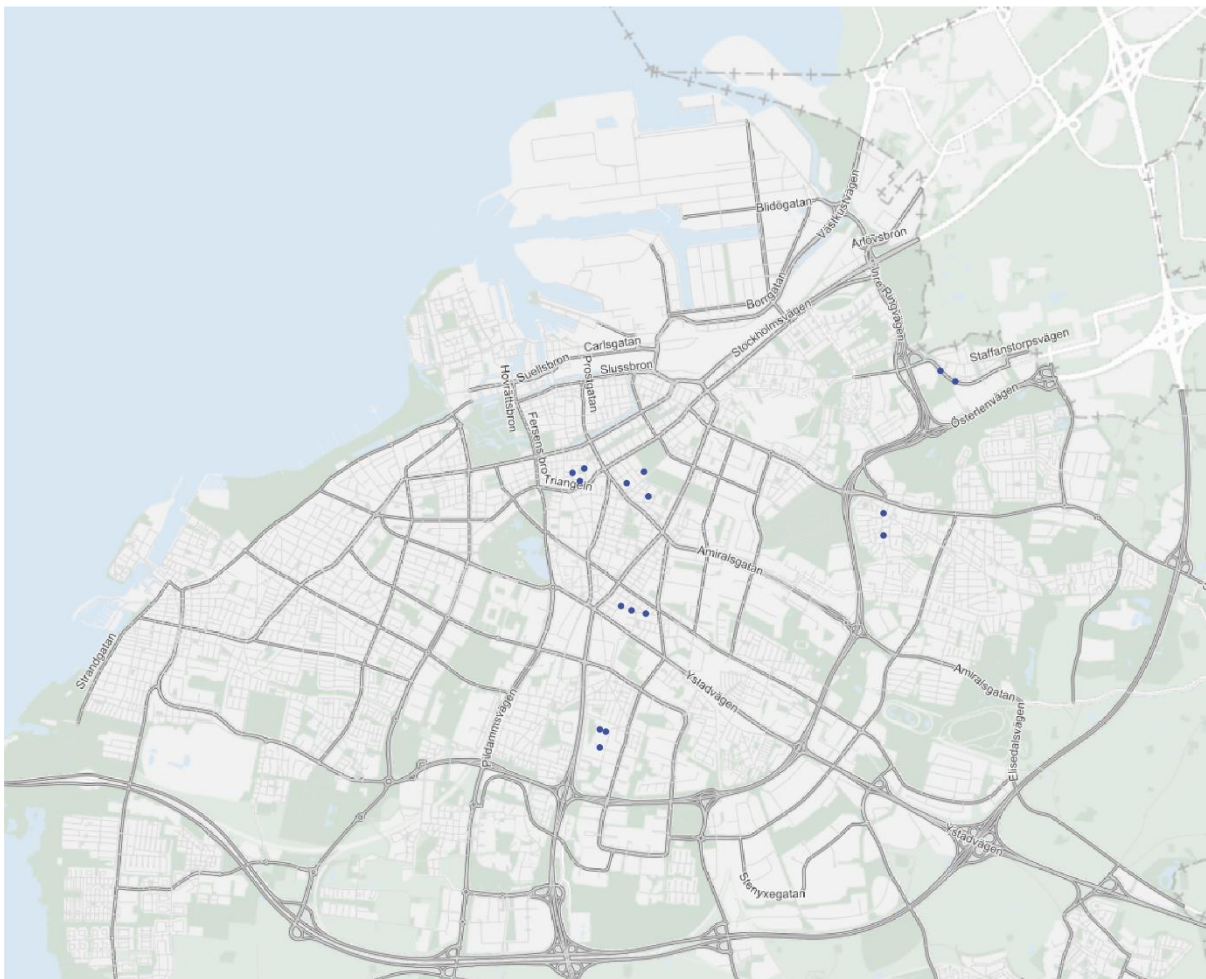 Blidögatan
Västkustvägen
Arlövsbron
Inre Ringvägen
Borrgatan
Stockholmsvägen
Staffanstorpsvägen
Carlsgatan
Suellsbron
Slussbron
Hovrättsbron
Prostgatan
Österlenvägen
Fersens bro
Triangeln
Amiralsgatan
Strandgatan
Ystadvägen
Amiralsgatan
Pildammsvägen
Elisedalsvägen
Ystadvägen
Stenyxegatan